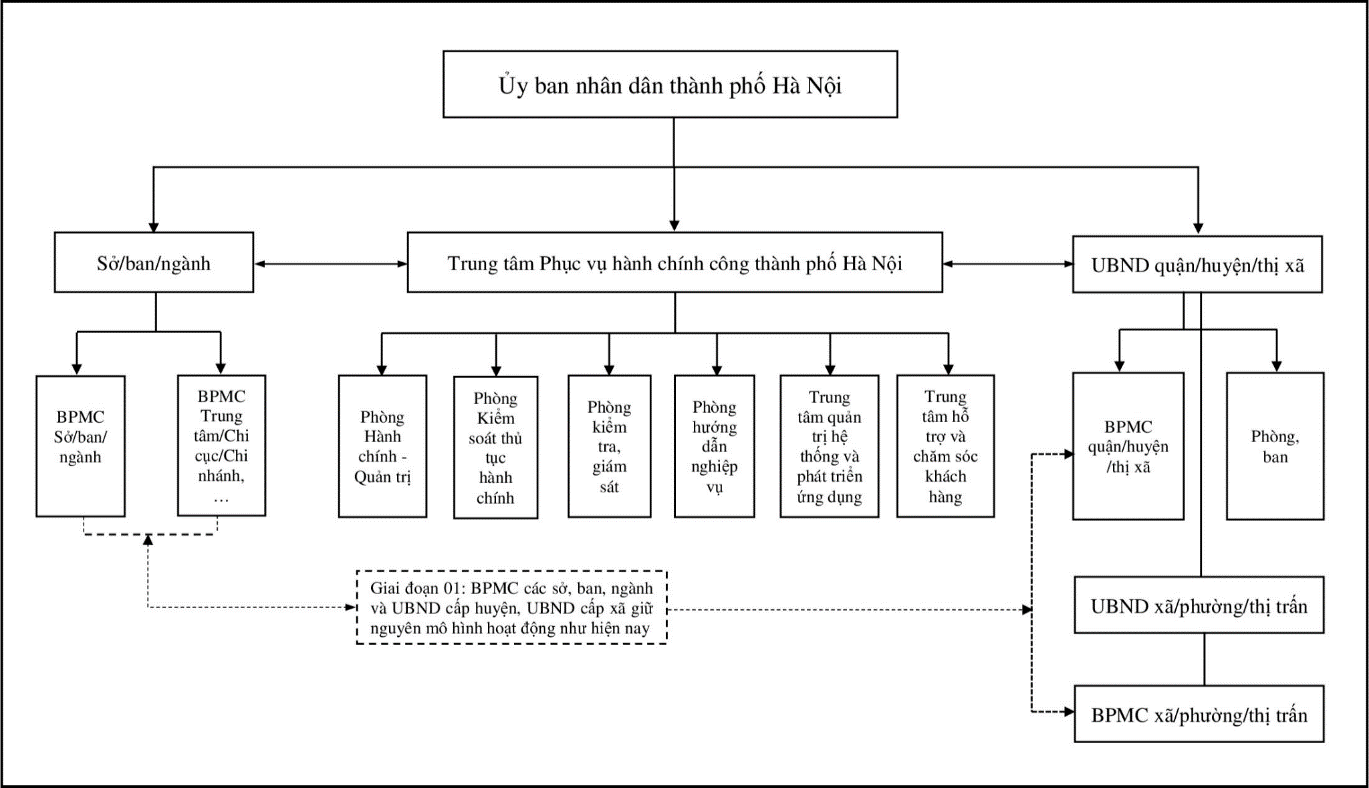 Ủy ban nhân dân thành phố Hà Nội
Sở/ban/ngành
Trung tâm Phục vụ hành chính công thành phố Hà Nội
UBND quận/huyện/thị xã
BPMC
Sở/ban/
ngành
BPMC
Trung
tâm/Chi
cục/Chi
nhánh,
…
Phòng
Hành
chính -
Quản trị
Phòng
Kiểm
soát thủ
tục
hành
chính
Phòng
kiểm
tra,
giám
sát
Phòng
hướng
dẫn
nghiệp
vụ
Trung
tâm quản
trị hệ
thống và
phát triển
ứng dụng
Trung
tâm hỗ
trợ và
chăm sóc
khách
hàng
BPMC
quận/huyện
/thị xã
Phòng,
ban
Giai đoạn 01: BPMC các sở, ban, ngành
và UBND cấp huyện, UBND cấp xã giữ
nguyên mô hình hoạt động như hiện nay
UBND xã/phường/thị trấn
BPMC xã/phường/thị trấn